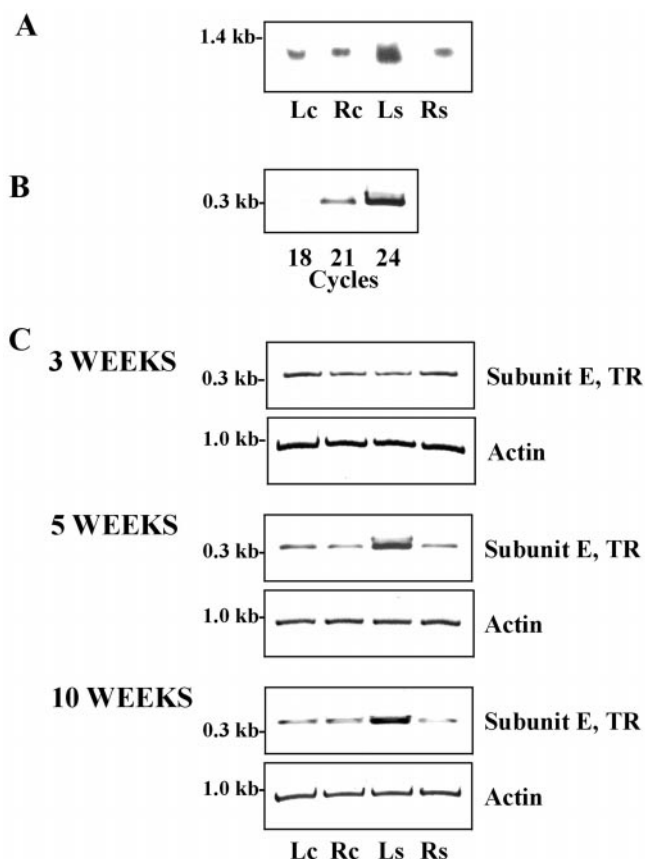 A
1.4 kb-
Lc Rc Ls Rs
B
0.3 kb-
18 21 24
Cycles
C
3 WEEKS
0.3 kb-
Subunit E, TR
1.0 kb-
Actin
5 WEEKS
0.3 kb-
Subunit E, TR
1.0 kb-
Actin
10 WEEKS
0.3 kb-
Subunit E, TR
1.0 kb-
Actin
Lc Rc Ls Rs